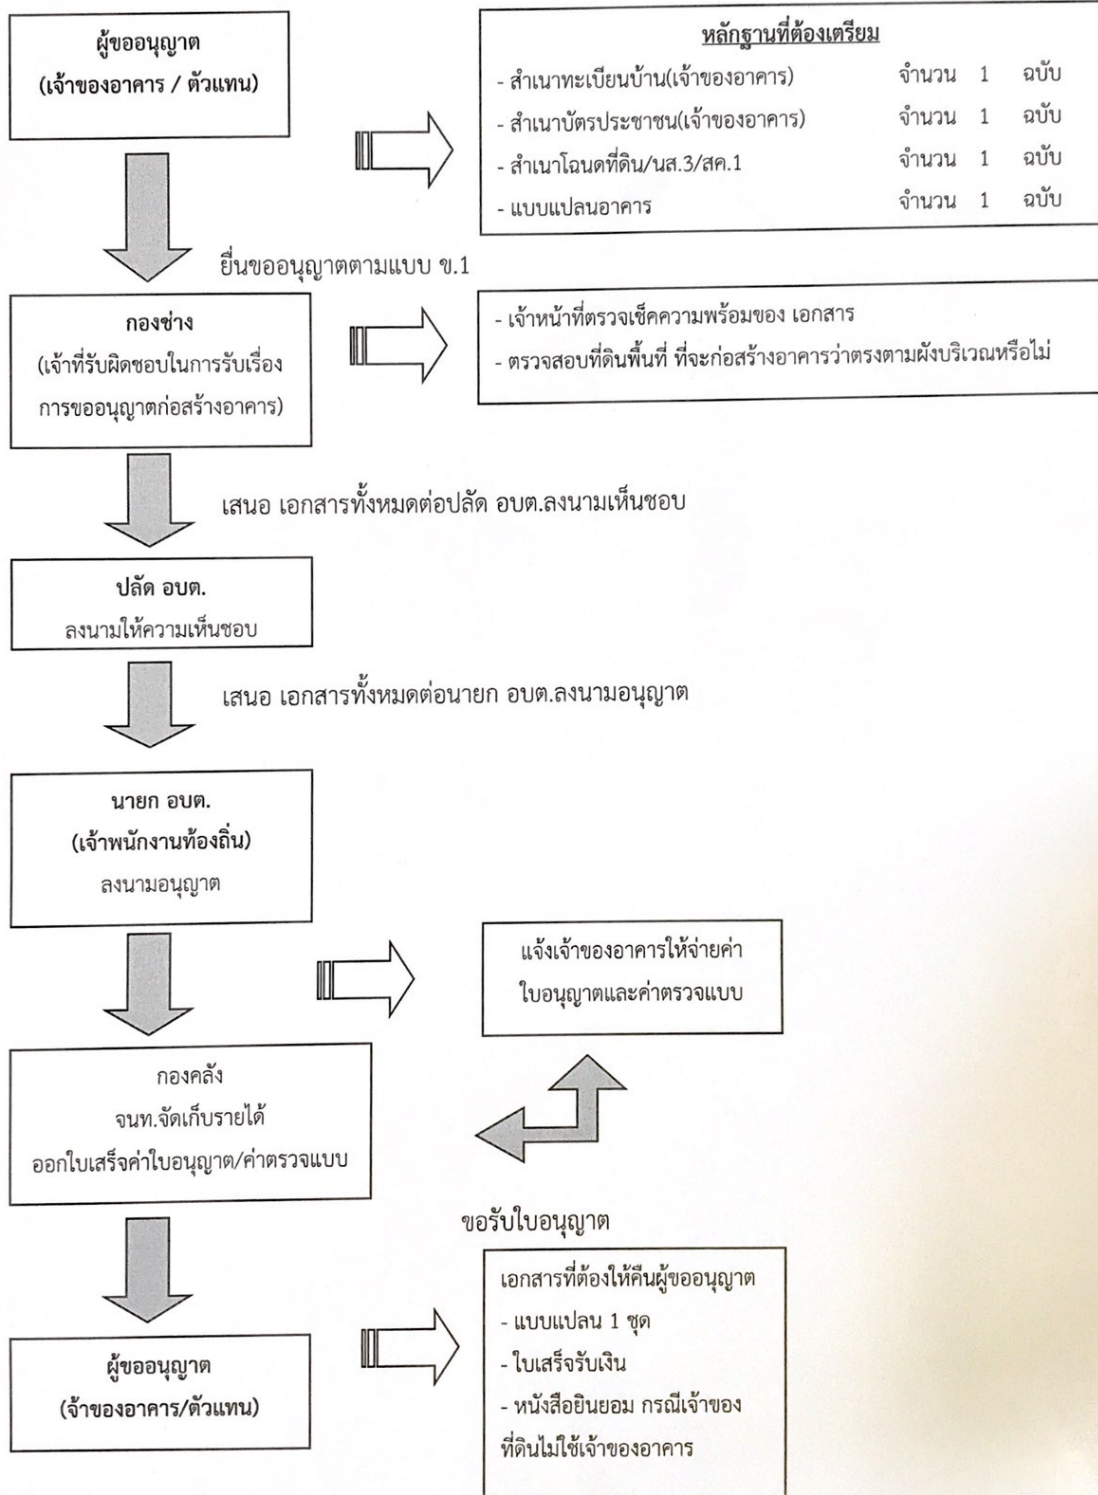 ผู้ขออนุญาต
(เจ้าของอาคาร / ตัวแทน)
หลักฐานที่ต้องเตรียม
- สำเนาทะเบียนบ้าน(เจ้าของอาคาร) จำนวน 1 ฉบับ
- สำเนาบัตรประชาชน(เจ้าของอาคาร) จำนวน 1 ฉบับ
- สำเนาโฉนดที่ดิน/นส.3/สค.1 จำนวน 1 ฉบับ
- แบบแปลนอาคาร จำนวน 1 ฉบับ
ยื่นขออนุญาตตามแบบ ข.1
กองช่าง
(เจ้าที่รับผิดชอบในการรับเรื่อง
การขออนุญาตก่อสร้างอาคาร)
- เจ้าหน้าที่ตรวจเช็คความพร้อมของ เอกสาร
- ตรวจสอบที่ดินพื้นที่ ที่จะก่อสร้างอาคารว่าตรงตามผังบริเวณหรือไม่
เสนอ เอกสารทั้งหมดต่อปลัด อบต.ลงนามเห็นชอบ
ปลัด อบต.
ลงนามให้ความเห็นชอบ
เสนอ เอกสารทั้งหมดต่อนายก อบต.ลงนามอนุญาต
นายก อบต.
(เจ้าพนักงานท้องถิ่น)
ลงนามอนุญาต
แจ้งเจ้าของอาคารให้จ่ายค่า
ใบอนุญาตและค่าตรวจแบบ
กองคลัง
จนท.จัดเก็บรายได้
ออกใบเสร็จค่าใบอนุญาต/ค่าตรวจแบบ
ขอรับใบอนุญาต
เอกสารที่ต้องให้คืนผู้ขออนุญาต
- แบบแปลน 1 ชุด
- ใบเสร็จรับเงิน
- หนังสือยินยอม กรณีเจ้าของ
ที่ดินไม่ใช้เจ้าของอาคาร
ผู้ขออนุญาต
(จ้าของอาคาร/ตัวแทน)